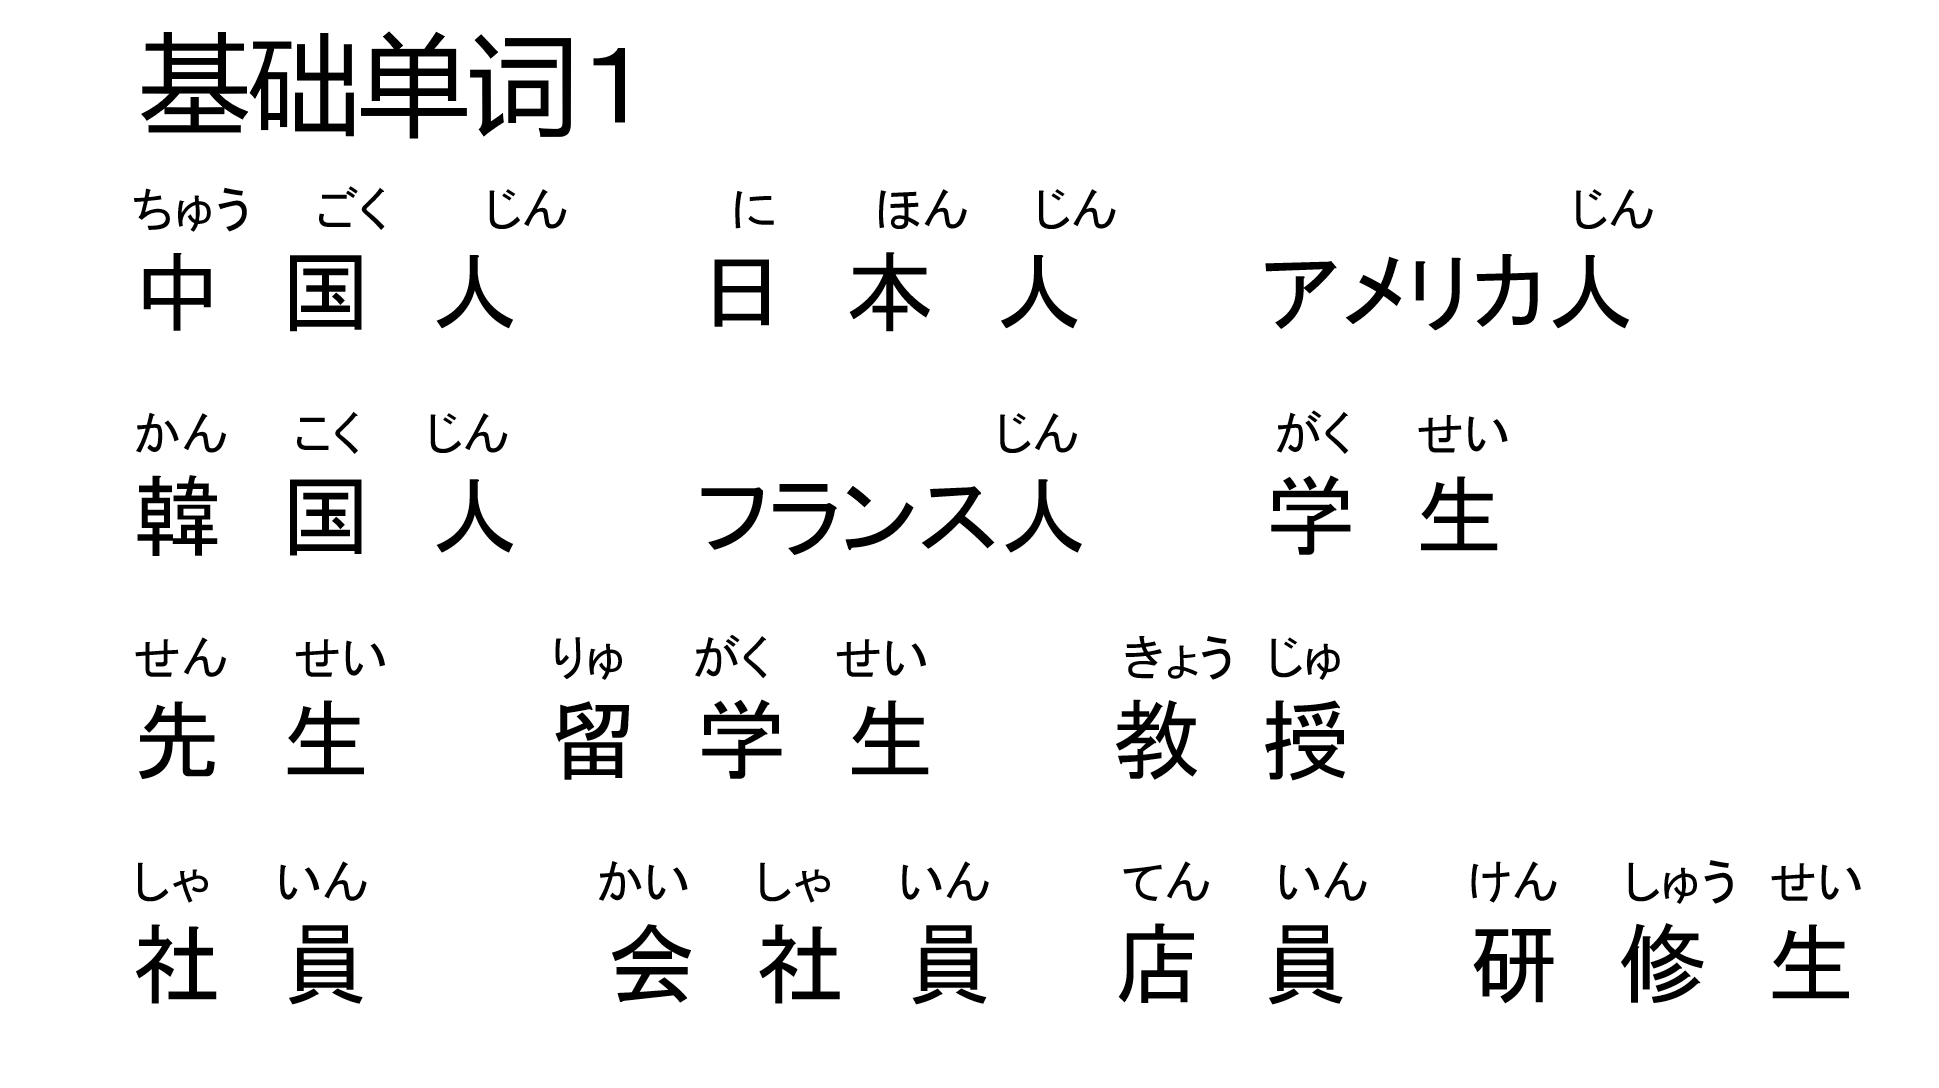 基础单词1
ちゅう ごく じん に ほん じん じん
中 国 人 日 本 人 アメリカ人
かん こく じん じん がく せい
韓 国 人 フランス人 学 生
せん せい りゅ がく せい きょう じゅ
先 生 留 学 生 教 授
しゃ いん かい しゃ いん てん いん けん しゅう せい
社 員 会 社 員 店 員 研 修 生